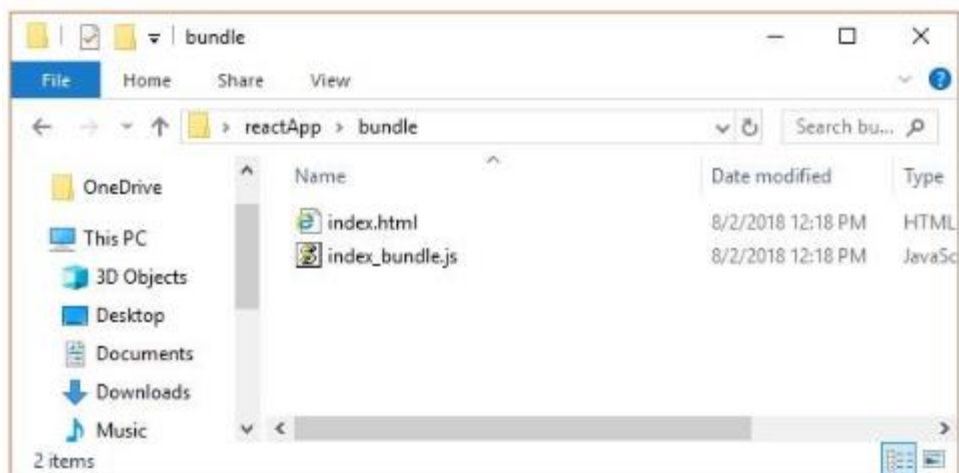 bundle
File Home Share View
reactApp > bundle Search bu...
Name Date modified Type
OneDrive
index.html 8/2/2018 12:18 PM HTML
This PC
index_bundle.js 8/2/2018 12:18 PM JavaSc
3D Objects
Desktop
Documents
Downloads
Music
2 items